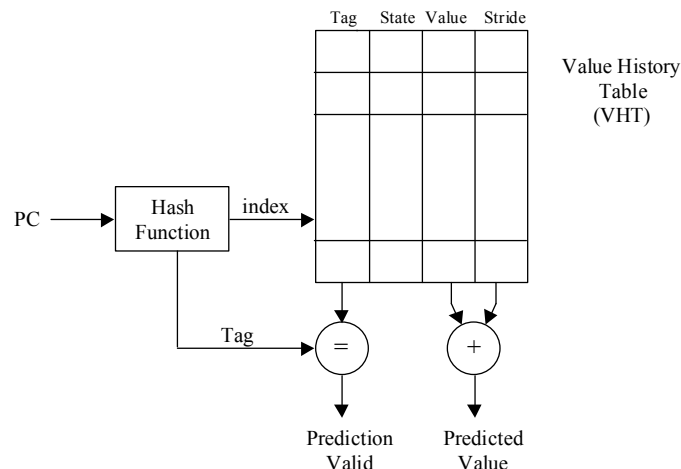 Tag State Value Stride
Value History
Table
(VHT)
PC
Hash
Function
index
Tag
=
+
Prediction
Valid
Predicted
Value